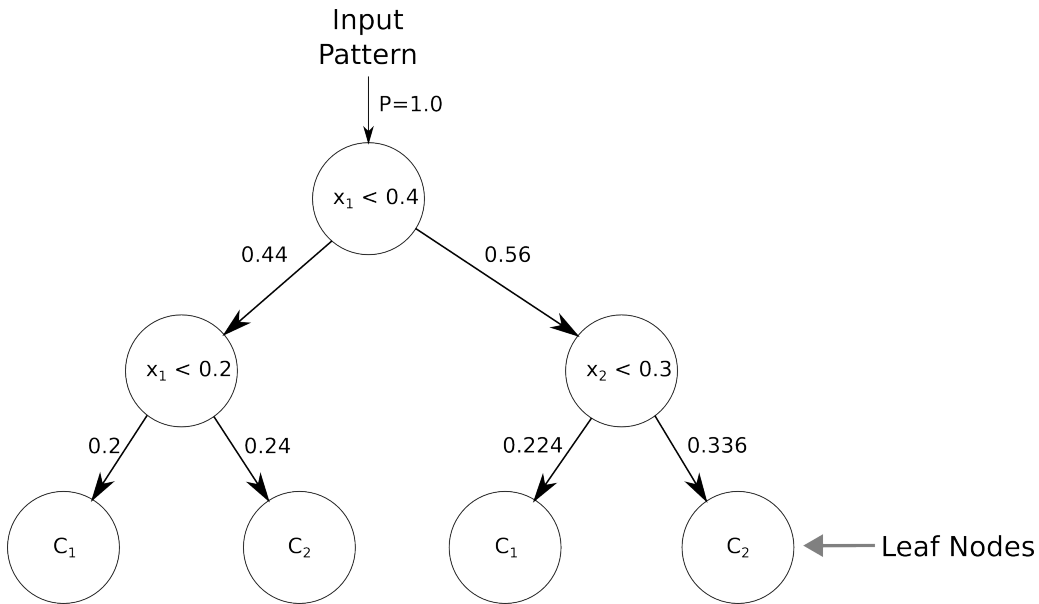 Input
Pattern
P=1.0
x₁ < 0.4
0.44
0.56
x₁ < 0.2
x₂ < 0.3
0.2
0.24
0.224
0.336
C₁
C₂
C₁
C₂
Leaf Nodes